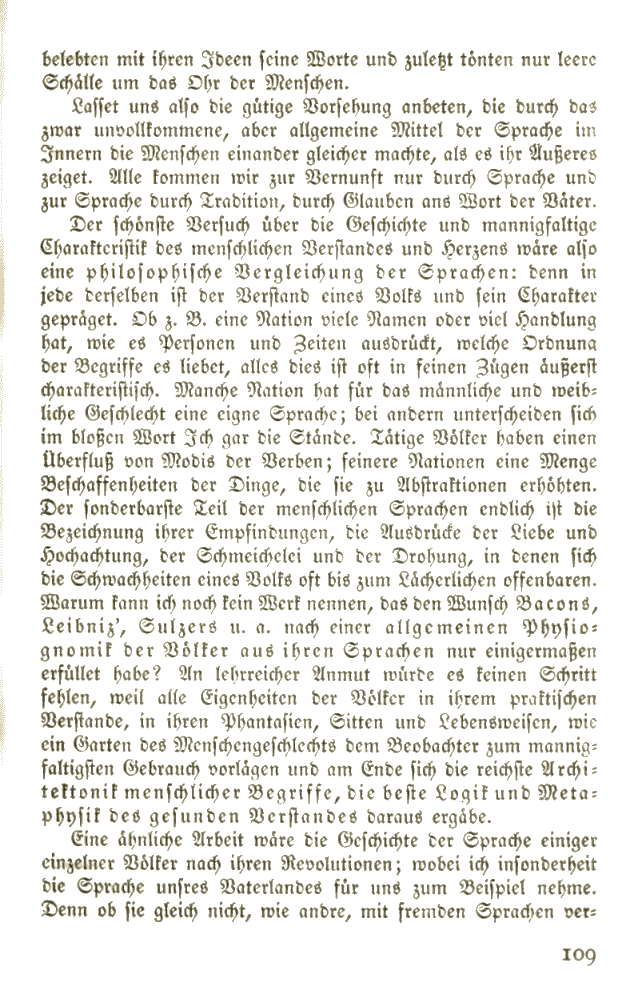 belebten mit ihren Ideen seine Worte und zuletzt tönten nur leere
Schälle um das Ohr der Menschen.
Lasset uns also die gütige Vorsehung anbeten, die durch das
zwar unvollkommene, aber allgemeine Mittel der Sprache im
Innern die Menschen einander gleicher machte, als es ihr Äußeres
zeiget. Alle kommen wir zur Vernunft nur durch Sprache und
zur Sprache durch Tradition, durch Glauben ans Wort der Väter.
Der schönste Versuch über die Geschichte und mannigfaltige
Charakteristik des menschlichen Verstandes und Herzens wäre also
eine philosophische Vergleichung der Sprachen: denn in
jede derselben ist der Verstand eines Volks und sein Charakter
gepräget. Ob z. B. eine Nation viele Namen oder viel Handlung
hat, wie es Personen und Zeiten ausdrückt, welche Ordnung
der Begriffe es liebet, alles dies ist oft in feinen Zügen äußerst
charakteristisch. Manche Nation hat für das männliche und weib-
liche Geschlecht eine eigne Sprache; bei andern unterscheiden sich
im bloßen Wort Ich gar die Stände. Tätige Völker haben einen
Überfluß von Modis der Verben; feinere Nationen eine Menge
Beschaffenheiten der Dinge, die sie zu Abstraktionen erhöhten.
Der sonderbarste Teil der menschlichen Sprachen endlich ist die
Bezeichnung ihrer Empfindungen, die Ausdrücke der Liebe und
Hochachtung, der Schmeichelei und der Drohung, in denen sich
die Schwachheiten eines Volks oft bis zum Lächerlichen offenbaren.
Warum kann ich noch kein Werk nennen, das den Wunsch Bacons,
Leibniz', Sulzers u. a. nach einer allgemeinen Physio-
gnomik der Völker aus ihren Sprachen nur einigermaßen
erfüllet habe? An lehrreicher Anmut würde es keinen Schritt
fehlen, weil alle Eigenheiten der Völker in ihrem praktischen
Verstande, in ihren Phantasien, Sitten und Lebensweisen, wie
ein Garten des Menschengeschlechts dem Beobachter zum mannig-
faltigsten Gebrauch vorlägen und am Ende sich die reichste Archi-
tektonik menschlicher Begriffe, die beste Logik und Meta-
physik des gesunden Verstandes daraus ergäbe.
Eine ähnliche Arbeit wäre die Geschichte der Sprache einiger
einzelner Völker nach ihren Revolutionen; wobei ich insonderheit
die Sprache unsres Vaterlandes für uns zum Beispiel nehme.
Denn ob sie gleich nicht, wie andre, mit fremden Sprachen ver-
109